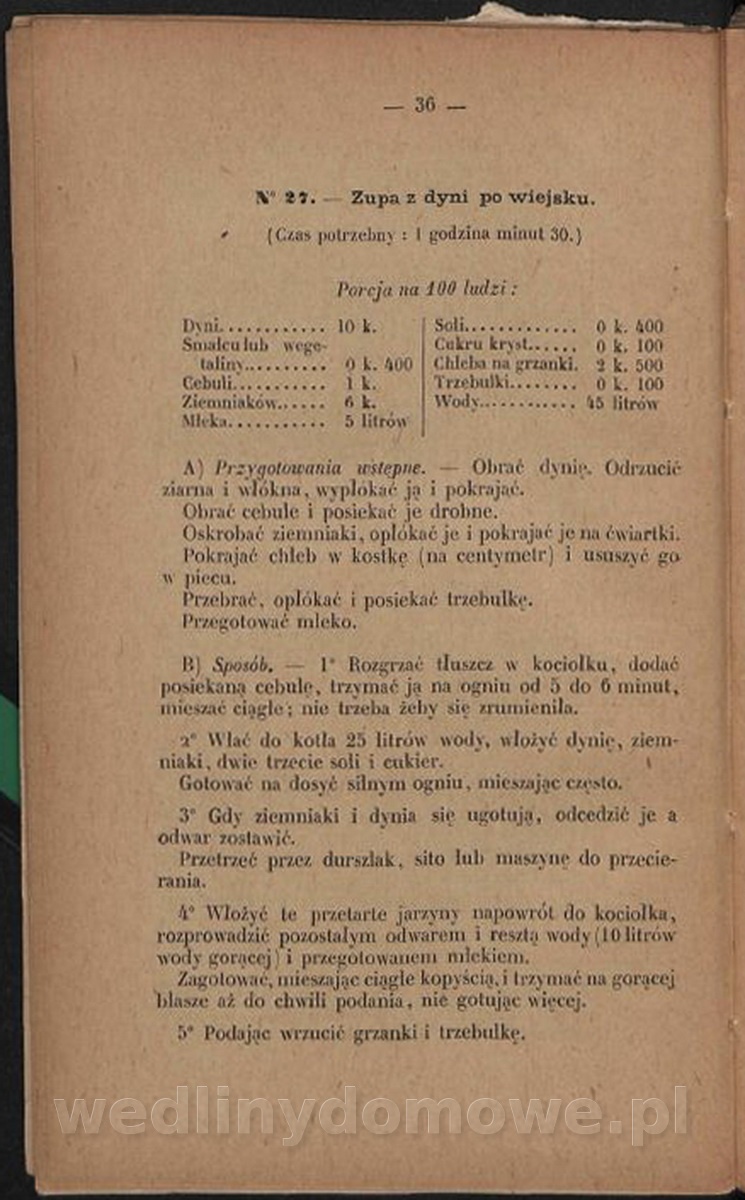 — 36 —
N° 27. — Zupa z dyni po wiejsku.
(Czas potrzebny : 1 godzina minut 30.)
Porcja na 100 ludzi :
Dyni............ 10 k.
Smalcu lub wege-
taliny.......... 0 k. 400
Cebuli........... 1 k.
Ziemniaków...... 6 k.
Mleka........... 5 litrów
Soli............. 0 k. 400
Cukru kryst...... 0 k. 100
Chleba na grzanki. 2 k. 500
Trzebulki........ 0 k. 100
Wody............ 45 litrów
A) Przygotowania wstępne. — Obrać dynię. Odrzucić
ziarna i włókna, wypłókać ją i pokrajać.
Obrać cebule i posiekać je drobne.
Oskrobać ziemniaki, opłókać je i pokrajać je na ćwiartki.
Pokrajać chleb w kostkę (na centymetr) i ususzyć go
w piecu.
Przebrać, opłókać i posiekać trzebulkę.
Przegotować mleko.
B) Sposób. — 1° Rozgrzać tłuszcz w kociołku, dodać
posiekaną cebulę, trzymać ją na ogniu od 5 do 6 minut,
mieszać ciągle; nie trzeba żeby się zrumieniła.
2° Wlać do kotła 25 litrów wody, włożyć dynię, ziem-
niaki, dwie trzecie soli i cukier.
Gotować na dosyć silnym ogniu, mieszając często.
3° Gdy ziemniaki i dynia się ugotują, odcedzić je a
odwar zostawić.
Przetrzeć przez durszlak, sito lub maszynę do przecie-
rania.
4° Włożyć te przetarte jarzyny napowrót do kociołka,
rozprowadzić pozostałym odwarem i resztą wody (10 litrów
wody gorącej) i przegotowanem mlekiem.
Zagotować, mieszając ciągle kopyścią, i trzymać na gorącej
blasze aż do chwili podania, nie gotując więcej.
5° Podając wrzucić grzanki i trzebulkę.
wedlinydomowe.pl